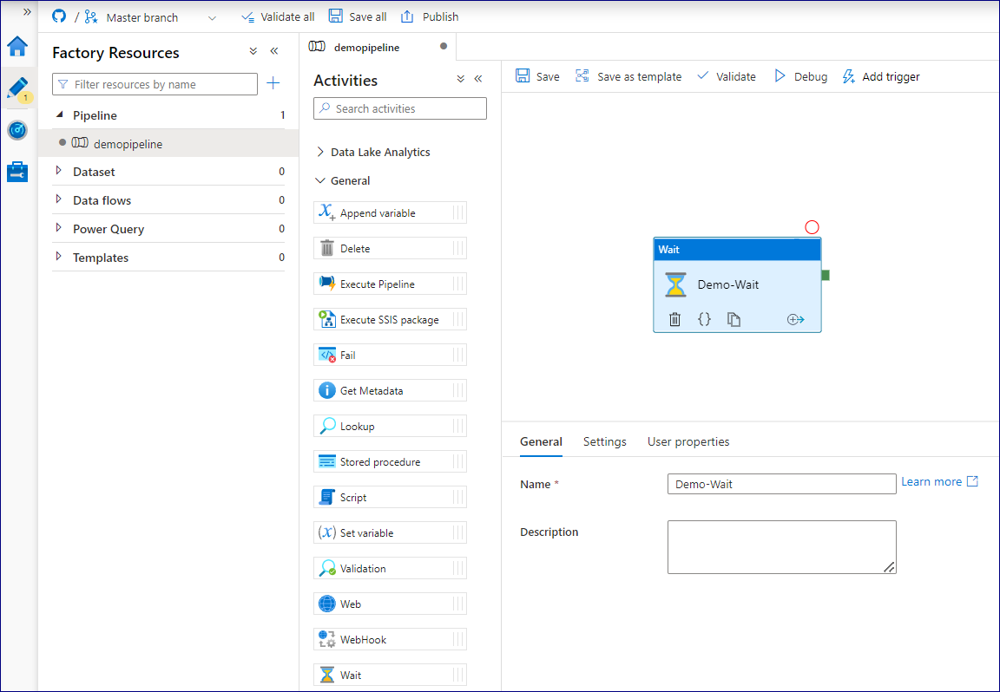 / Master branch
Validate all
Save all
Publish
1
Factory Resources
Filter resources by name
Pipeline 1
demopipeline
Dataset 0
Data flows 0
Power Query 0
Templates 0
demopipeline
Activities
Search activities
Data Lake Analytics
General
Append variable
Delete
Execute Pipeline
Execute SSIS package
Fail
Get Metadata
Lookup
Stored procedure
Script
Set variable
Validation
Web
WebHook
Wait
Save
Save as template
Validate
Debug
Add trigger
Wait
Demo-Wait
{}
General
Settings
User properties
Name *
Demo-Wait
Learn more
Description